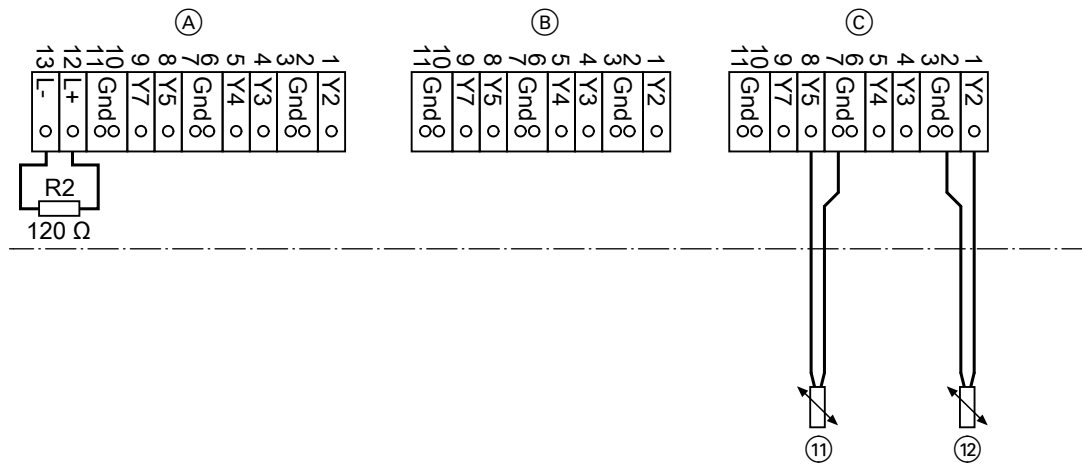 A
B
C
13 12 11 10 9 8 7 6 5 4 3 2 1
L- L+ Gnd Y7 Y5 Gnd Y4 Y3 Gnd Y2
11 10 9 8 7 6 5 4 3 2 1
Gnd Y7 Y5 Gnd Y4 Y3 Gnd Y2
11 10 9 8 7 6 5 4 3 2 1
Gnd Y7 Y5 Gnd Y4 Y3 Gnd Y2
R2
120 Ω
11
12